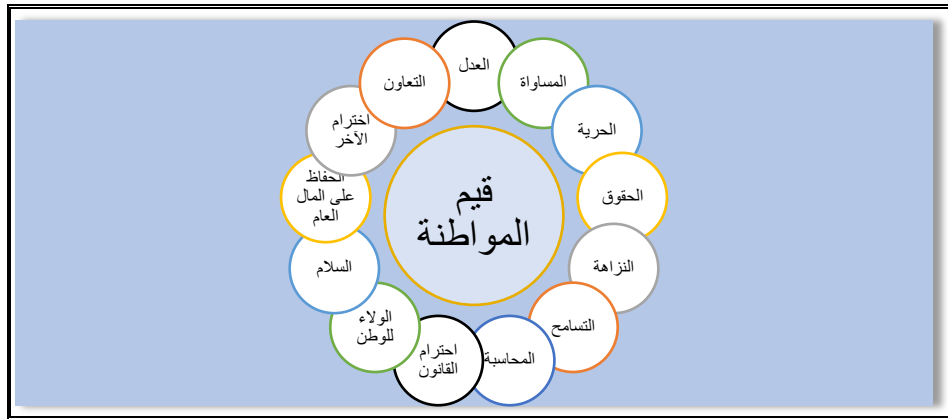 قيم
المواطنة
العدل
المساواة
الحرية
الحقوق
النزاهة
التسامح
المحاسبة
احترام
القانون
الولاء
للوطن
السلام
الحفاظ
على المال
العام
اخترام
الآخر
التعاون